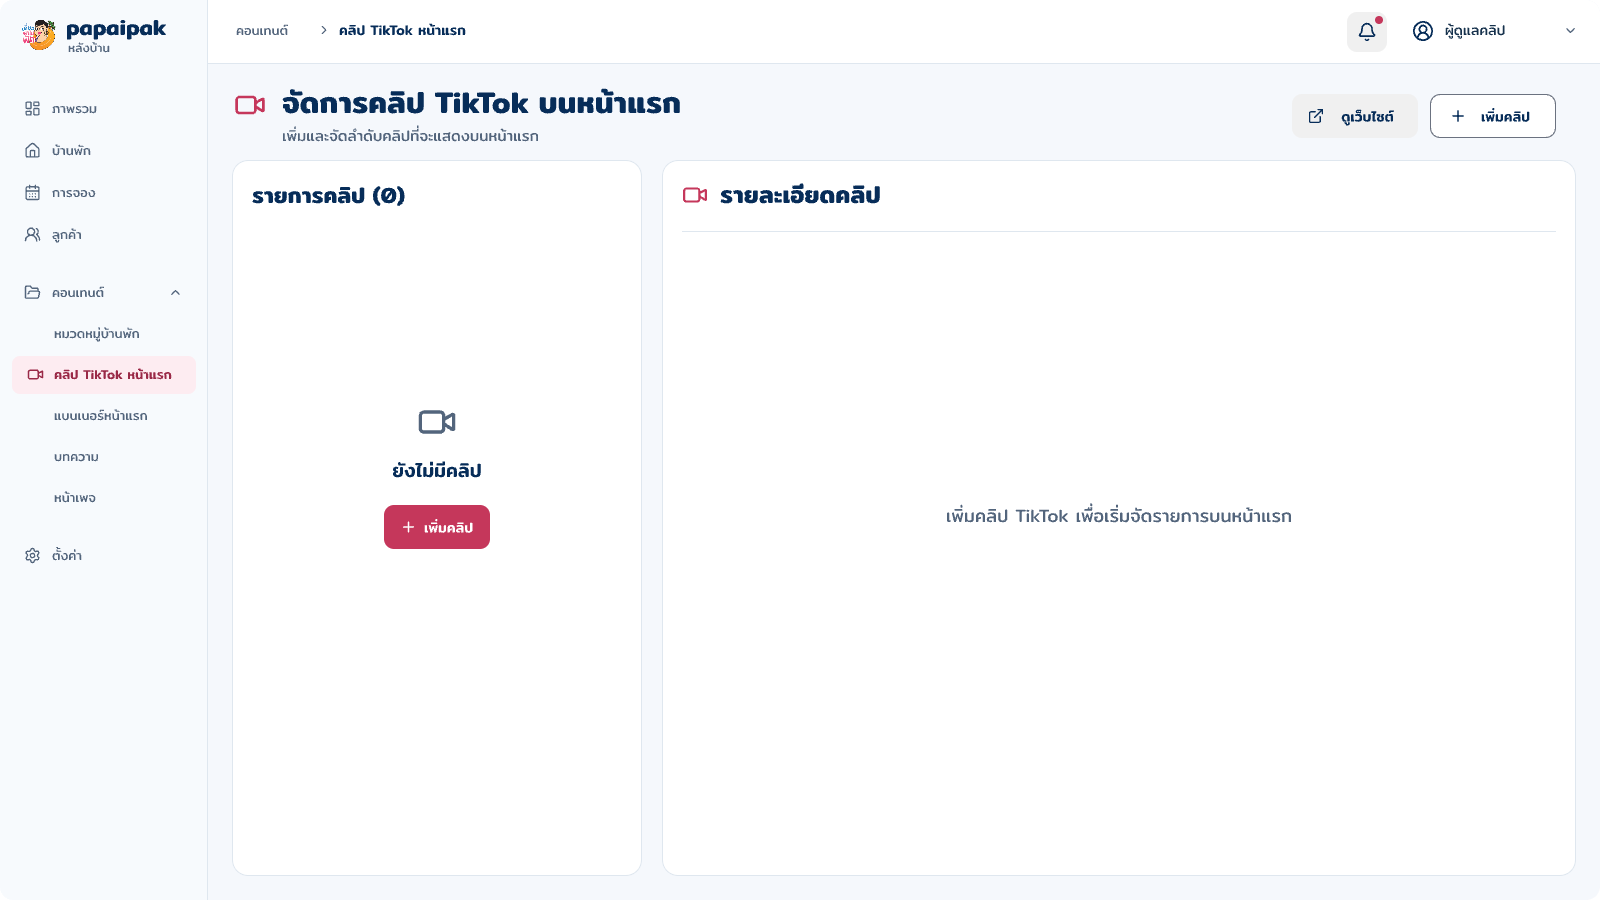 papaipak
หลังบ้าน
ภาพรวม
บ้านพัก
การจอง
ลูกค้า
คอนเทนต์
หมวดหมู่บ้านพัก
คลิป TikTok หน้าแรก
แบนเนอร์หน้าแรก
บทความ
หน้าเพจ
ตั้งค่า
คอนเทนต์ > คลิป TikTok หน้าแรก
ผู้ดูแลคลิป
จัดการคลิป TikTok บนหน้าแรก
เพิ่มและจัดลำดับคลิปที่จะแสดงบนหน้าแรก
ดูเว็บไซต์
+ เพิ่มคลิป
รายการคลิป (0)
ยังไม่มีคลิป
+ เพิ่มคลิป
รายละเอียดคลิป
เพิ่มคลิป TikTok เพื่อเริ่มจัดรายการบนหน้าแรก